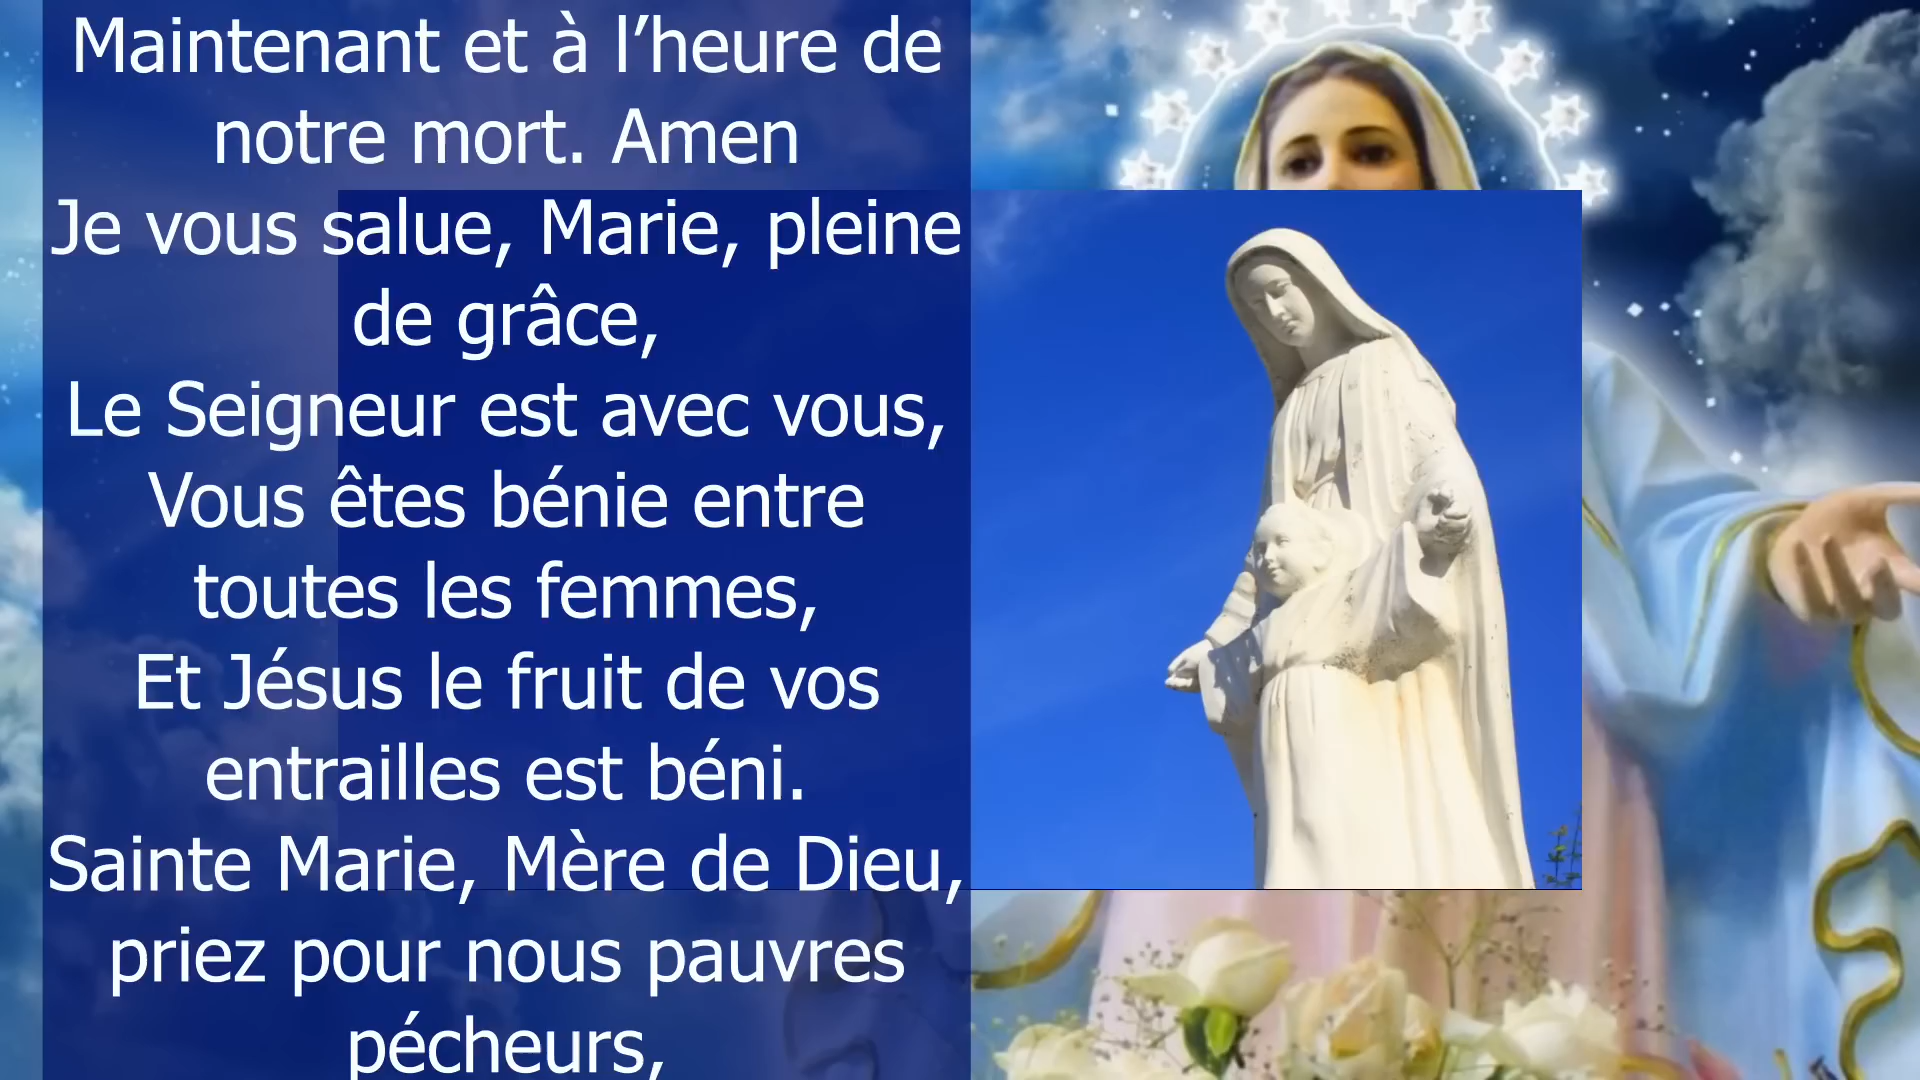 Maintenant et à l’heure de
notre mort. Amen
Je vous salue, Marie, pleine
de grâce,
Le Seigneur est avec vous,
Vous êtes bénie entre
toutes les femmes,
Et Jésus le fruit de vos
entrailles est béni.
Sainte Marie, Mère de Dieu,
priez pour nous pauvres
pécheurs,